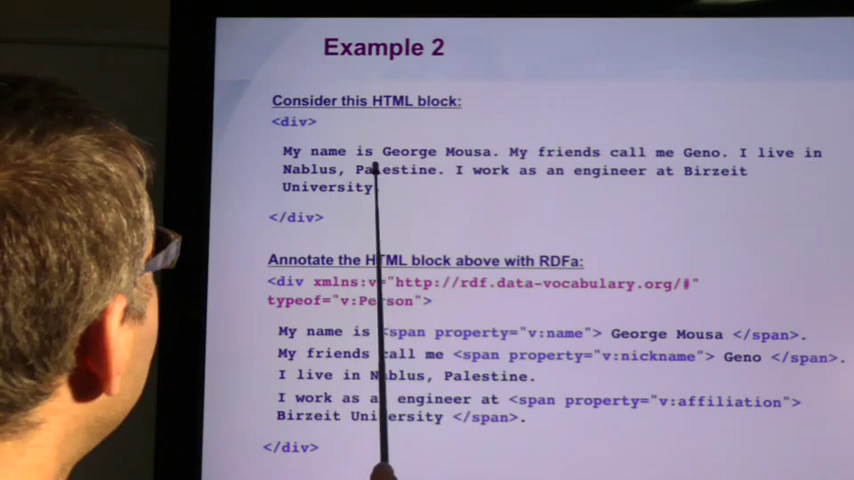 Example 2
Consider this HTML block:
<div>
My name is George Mousa. My friends call me Geno. I live in
Nablus, Palestine. I work as an engineer at Birzeit
University.
</div>
Annotate the HTML block above with RDFa:
<div xmlns:v="http://rdf.data-vocabulary.org/#"
typeof="v:Person">
My name is <span property="v:name"> George Mousa </span>.
My friends call me <span property="v:nickname"> Geno </span>.
I live in Nablus, Palestine.
I work as an engineer at <span property="v:affiliation">
Birzeit University </span>.
</div>